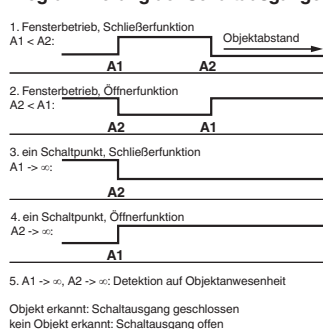 1. Fensterbetrieb, Schließerfunktion
A1 < A2:
Objektabstand
A1 A2
2. Fensterbetrieb, Öffnerfunktion
A2 < A1:
A2 A1
3. ein Schaltpunkt, Schließerfunktion
A1 -> ∞:
A2
4. ein Schaltpunkt, Öffnerfunktion
A2 -> ∞:
A1
5. A1 -> ∞, A2 -> ∞: Detektion auf Objektanwesenheit
Objekt erkannt: Schaltausgang geschlossen
kein Objekt erkannt: Schaltausgang offen